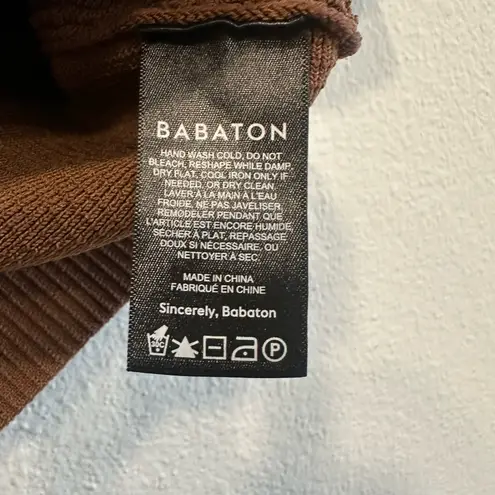 BABATON
HAND WASH COLD, DO NOT
BLEACH, RESHAPE WHILE DAMP,
DRY FLAT, COOL IRON ONLY IF
NEEDED, OR DRY CLEAN.
LAVER À LA MAIN À L'EAU
FROIDE, NE PAS JAVELISER,
REMODELER PENDANT QUE
L'ARTICLE EST ENCORE HUMIDE,
SÉCHER À PLAT, REPASSAGE
DOUX SI NÉCESSAIRE, OU
NETTOYER À SEC.
MADE IN CHINA
FABRIQUÉ EN CHINE
Sincerely, Babaton
30C P